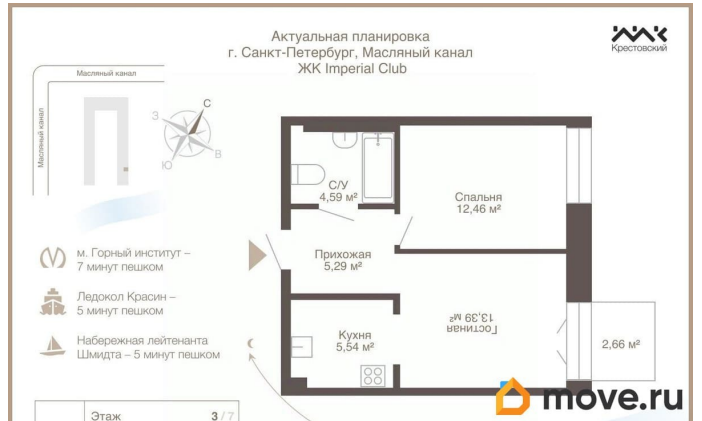 Актуальная планировка
г. Санкт-Петербург, Масляный канал
ЖК Imperial Club
Крестовский
Масляный канал
Масляный канал
С
З
В
Ю
С/У
4,59 м²
Спальня
12,46 м²
Прихожая
5,29 м²
Гостиная
13,39 м²
Кухня
5,54 м²
2,66 м²
м. Горный институт –
7 минут пешком
Ледокол Красин –
5 минут пешком
Набережная лейтенанта
Шмидта – 5 минут пешком
Этаж 3 / 7
move.ru